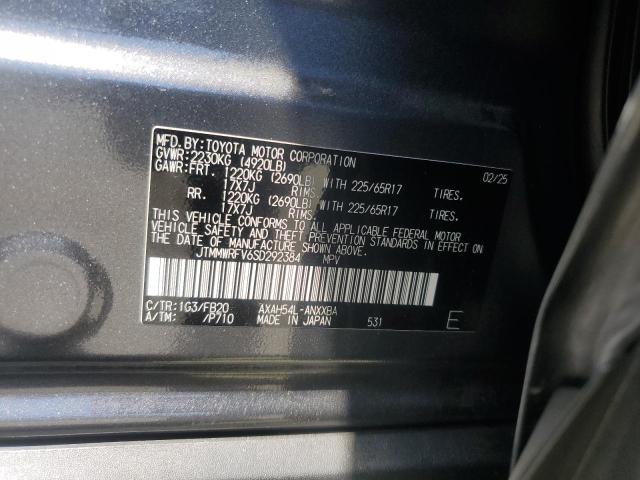 MFD.BY:TOYOTA MOTOR CORPORATION 02/25
GVWR:2230KG (4920LB)
GAWR:FRT. 1220KG (2690LB) WITH 225/65R17 TIRES.
17X7J RIMS
RR. 1220KG (2690LB) WITH 225/65R17 TIRES.
17X7J RIMS
THIS VEHICLE CONFORMS TO ALL APPLICABLE FEDERAL MOTOR
VEHICLE SAFETY AND BUMPER STANDARDS IN EFFECT ON
THE DATE OF MANUFACTURE SHOWN ABOVE.
JTMMWRFV6SD292384 MPV
C/TR:1G3/FB20 AXAH54L-ANXXBA
A/TM: /P710 MADE IN JAPAN 531 E